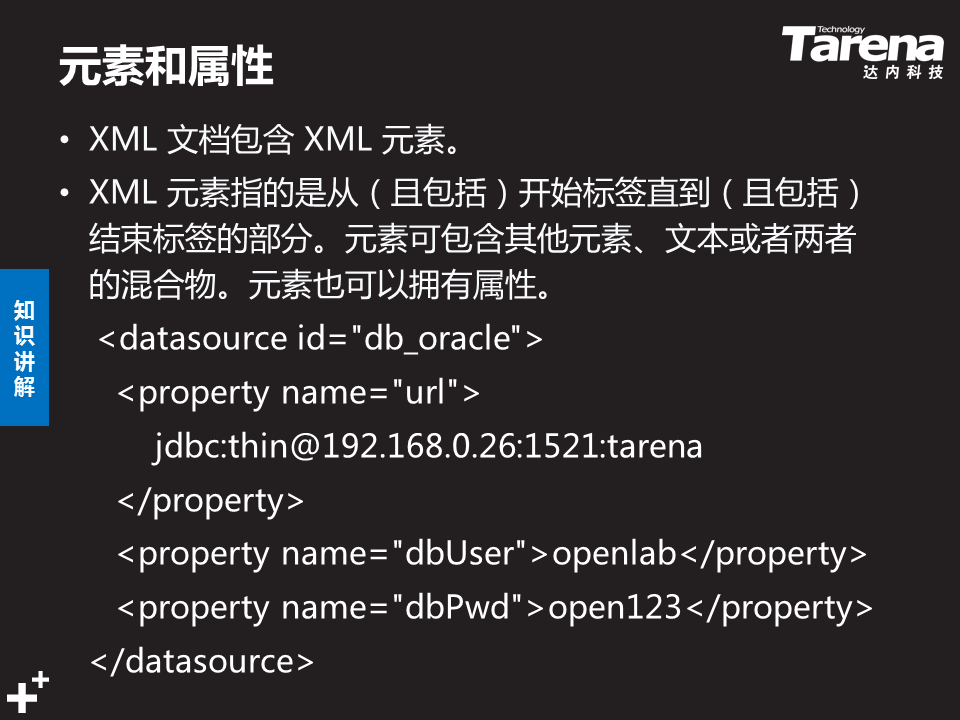 元素和属性
Technology
Tarena
达内科技
• XML 文档包含 XML 元素。
• XML 元素指的是从（且包括）开始标签直到（且包括）
结束标签的部分。元素可包含其他元素、文本或者两者
的混合物。元素也可以拥有属性。
<datasource id="db_oracle">
<property name="url">
jdbc:thin@192.168.0.26:1521:tarena
</property>
<property name="dbUser">openlab</property>
<property name="dbPwd">open123</property>
</datasource>
知
识
讲
解